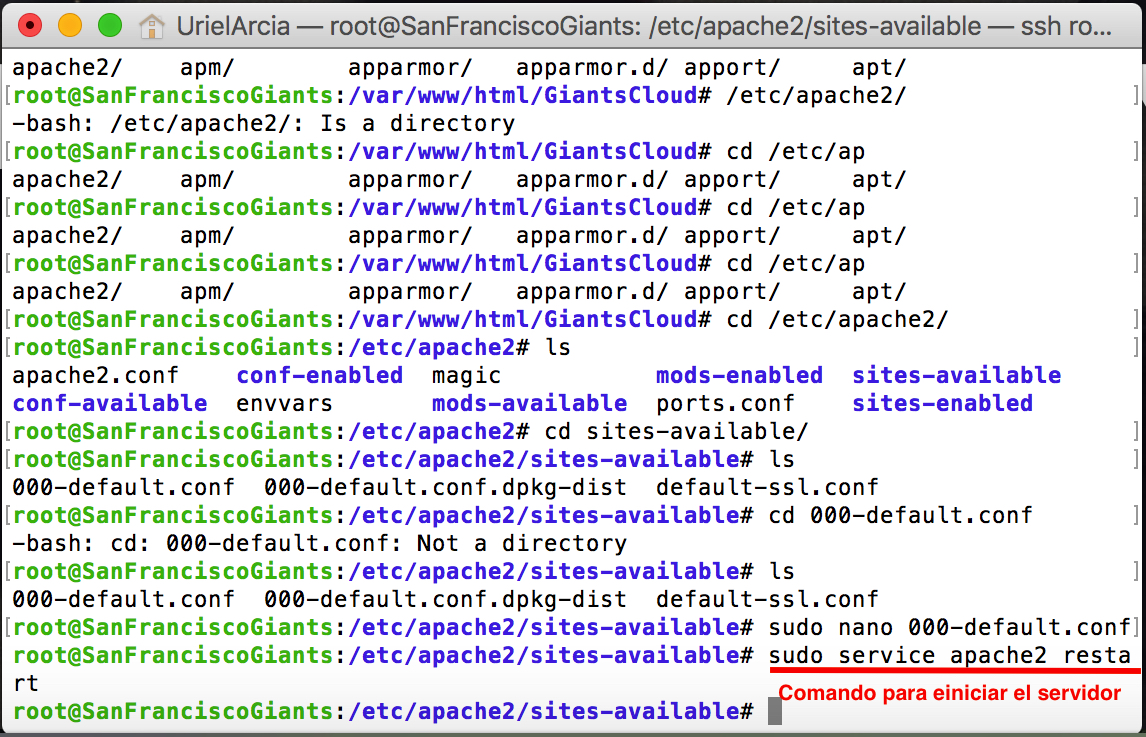 UrielArcia — root@SanFranciscoGiants: /etc/apache2/sites-available — ssh ro...
apache2/    apm/        apparmor/   apparmor.d/ apport/     apt/
[root@SanFranciscoGiants:/var/www/html/GiantsCloud# /etc/apache2/ ]
-bash: /etc/apache2/: Is a directory
[root@SanFranciscoGiants:/var/www/html/GiantsCloud# cd /etc/ap ]
apache2/    apm/        apparmor/   apparmor.d/ apport/     apt/
[root@SanFranciscoGiants:/var/www/html/GiantsCloud# cd /etc/ap ]
apache2/    apm/        apparmor/   apparmor.d/ apport/     apt/
[root@SanFranciscoGiants:/var/www/html/GiantsCloud# cd /etc/ap ]
apache2/    apm/        apparmor/   apparmor.d/ apport/     apt/
[root@SanFranciscoGiants:/var/www/html/GiantsCloud# cd /etc/apache2/ ]
[root@SanFranciscoGiants:/etc/apache2# ls ]
apache2.conf    conf-enabled  magic           mods-enabled  sites-available
conf-available  envvars       mods-available  ports.conf    sites-enabled
[root@SanFranciscoGiants:/etc/apache2# cd sites-available/ ]
[root@SanFranciscoGiants:/etc/apache2/sites-available# ls ]
000-default.conf  000-default.conf.dpkg-dist  default-ssl.conf
[root@SanFranciscoGiants:/etc/apache2/sites-available# cd 000-default.conf ]
-bash: cd: 000-default.conf: Not a directory
[root@SanFranciscoGiants:/etc/apache2/sites-available# ls ]
000-default.conf  000-default.conf.dpkg-dist  default-ssl.conf
[root@SanFranciscoGiants:/etc/apache2/sites-available# sudo nano 000-default.conf]
root@SanFranciscoGiants:/etc/apache2/sites-available# sudo service apache2 resta
rt
Comando para einiciar el servidor
root@SanFranciscoGiants:/etc/apache2/sites-available#